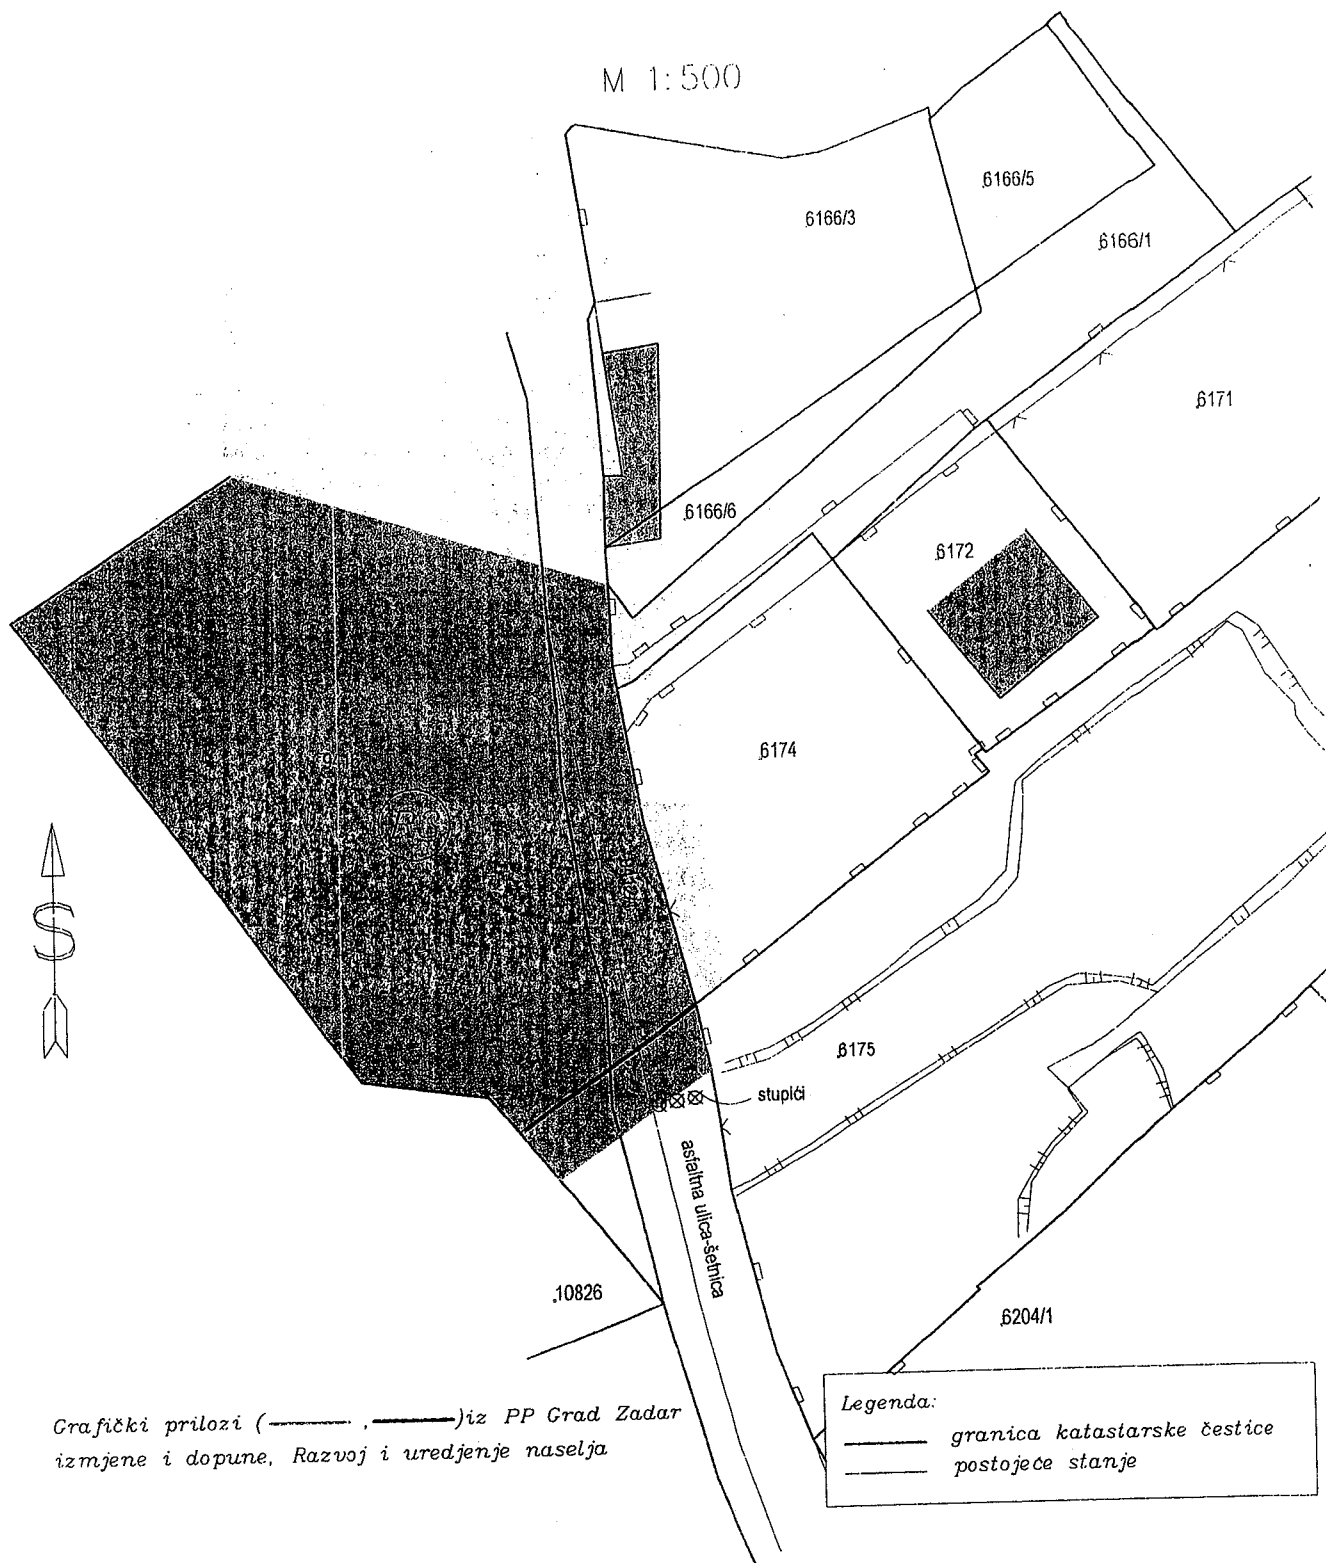 M 1:500
.6166/5
.6166/3
.6166/1
.6171
.6166/6
.6172
.6174
S
.6175
stupići
asfaltna ulica-šetnica
.10826
.6204/1
Grafički prilozi ( , )iz PP Grad Zadar
izmjene i dopune, Razvoj i uredjenje naselja
Legenda:
granica katastarske čestice
postojeće stanje